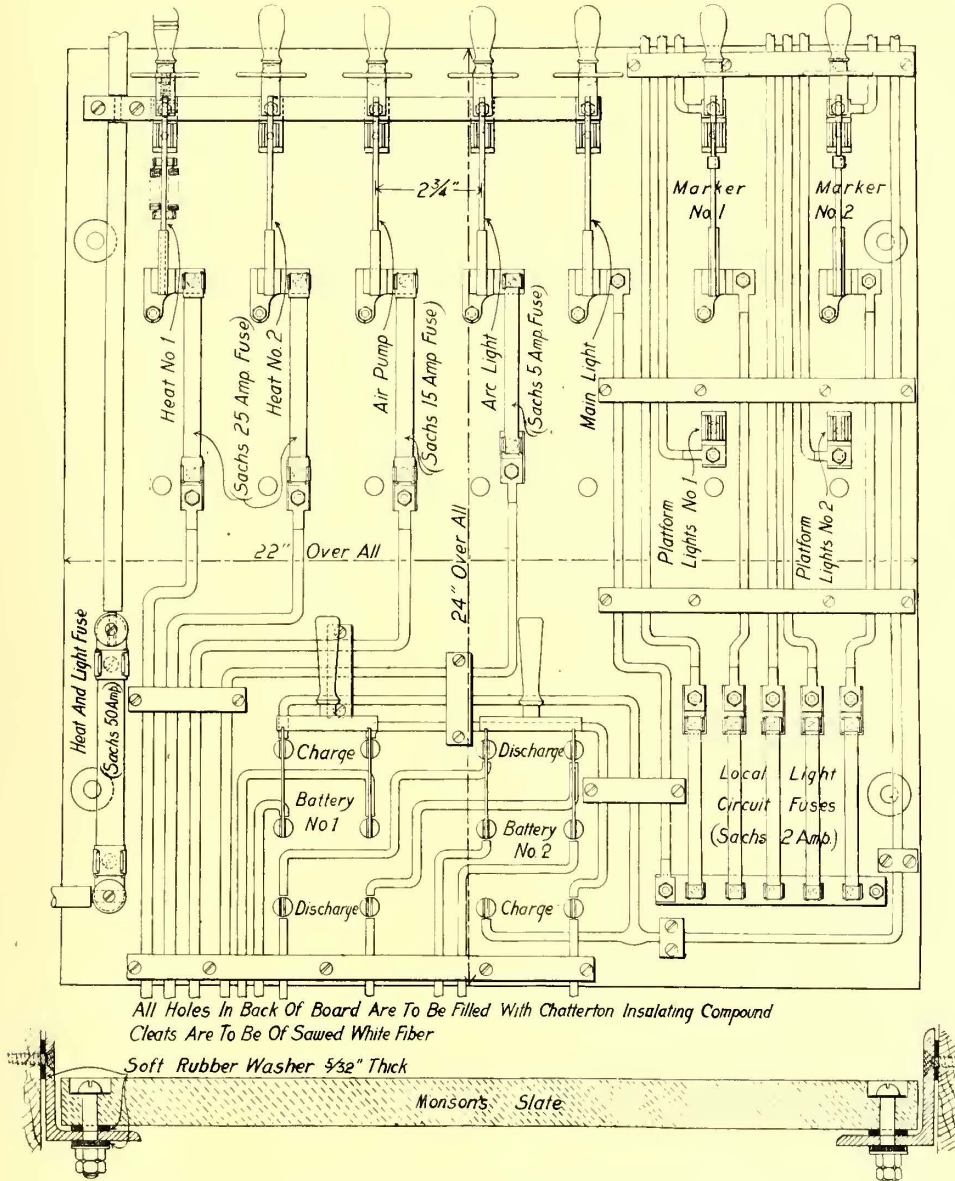 2¾"
Marker
No. 1
Marker
No. 2
Heat No 1
(Sachs 25 Amp. Fuse)
Heat No. 2
Air Pump
(Sachs 15 Amp Fuse)
Arc Light
(Sachs 5 Amp. Fuse)
Main Light
Platform
Lights No 1
Platform
Lights No 2
22" Over All
24" Over All
Heat And Light Fuse
(Sachs 50 Amp)
Charge
Battery
No 1
Discharge
Discharge
Battery
No. 2
Charge
Local Light
Circuit Fuses
(Sachs 2 Amp.)
All Holes In Back Of Board Are To Be Filled With Chatterton Insalating Compound
Cleats Are To Be Of Sawed White Fiber
Soft Rubber Washer 5/32" Thick
Monson's Slate